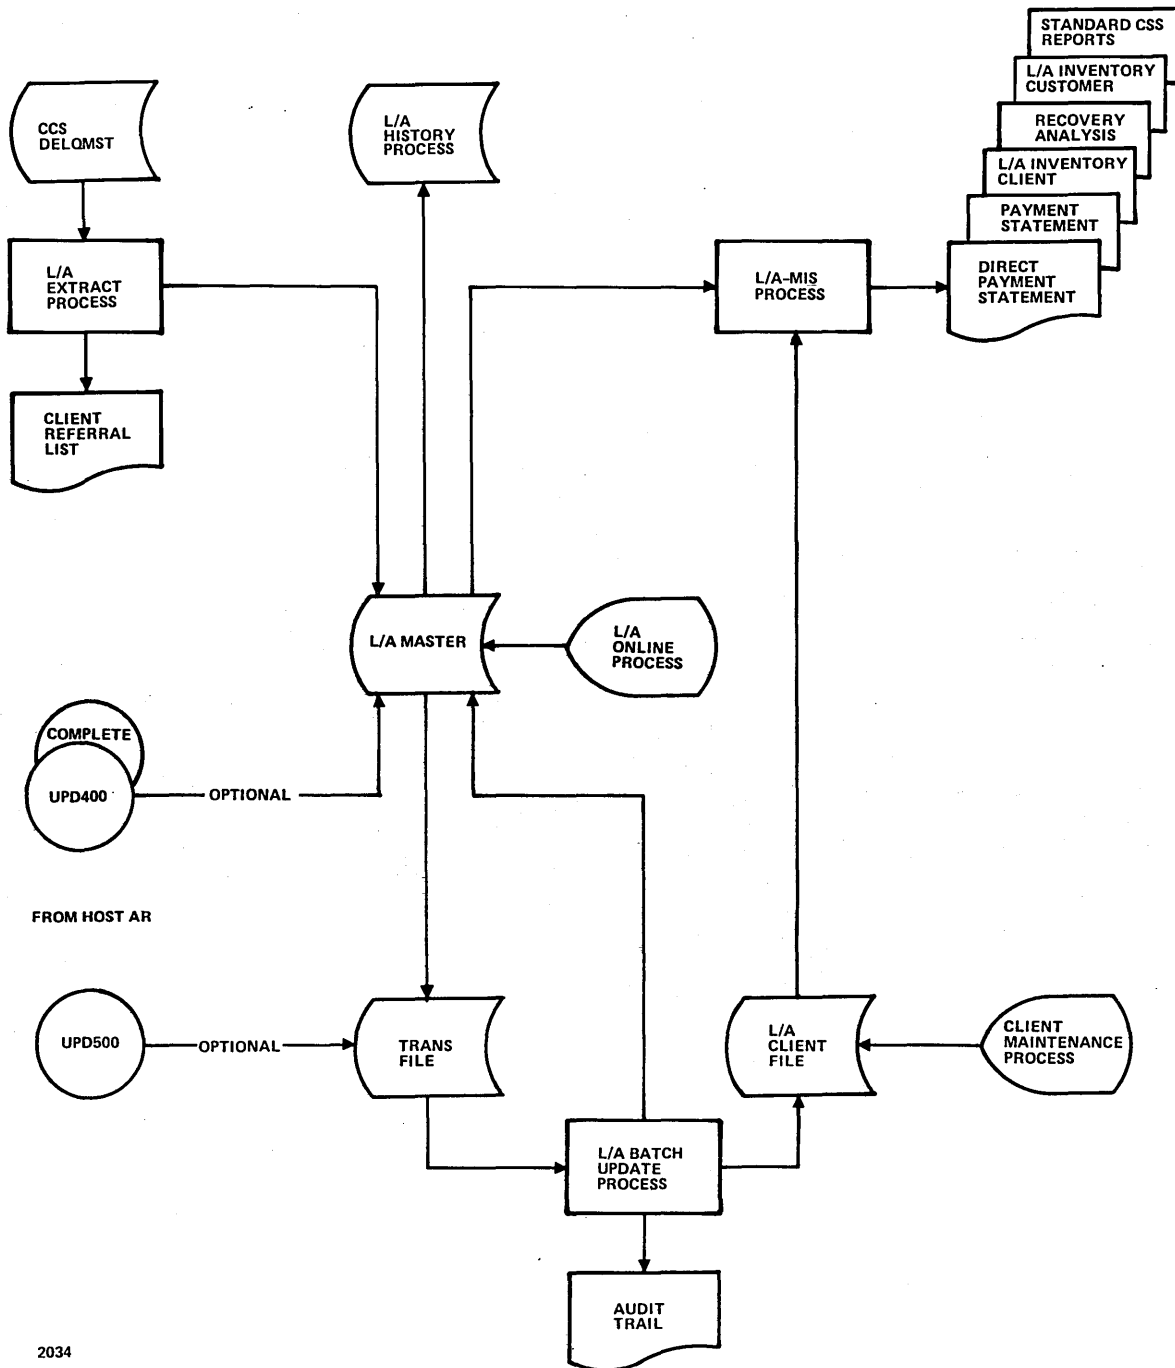 STANDARD CSS
REPORTS
L/A INVENTORY
CUSTOMER
RECOVERY
ANALYSIS
L/A INVENTORY
CLIENT
PAYMENT
STATEMENT
DIRECT
PAYMENT
STATEMENT
CCS
DELQMST
L/A
HISTORY
PROCESS
L/A
EXTRACT
PROCESS
L/A-MIS
PROCESS
CLIENT
REFERRAL
LIST
L/A MASTER
L/A
ONLINE
PROCESS
COMPLETE
UPD400
OPTIONAL
FROM HOST AR
UPD500
OPTIONAL
TRANS
FILE
L/A
CLIENT
FILE
CLIENT
MAINTENANCE
PROCESS
L/A BATCH
UPDATE
PROCESS
AUDIT
TRAIL
2034